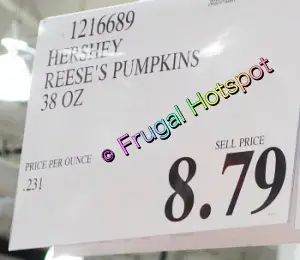 1216689
HERSHEY
REESE'S PUMPKINS
38 OZ
© Frugal Hotspot
SELL PRICE
PRICE PER OUNCE
.231
8.79